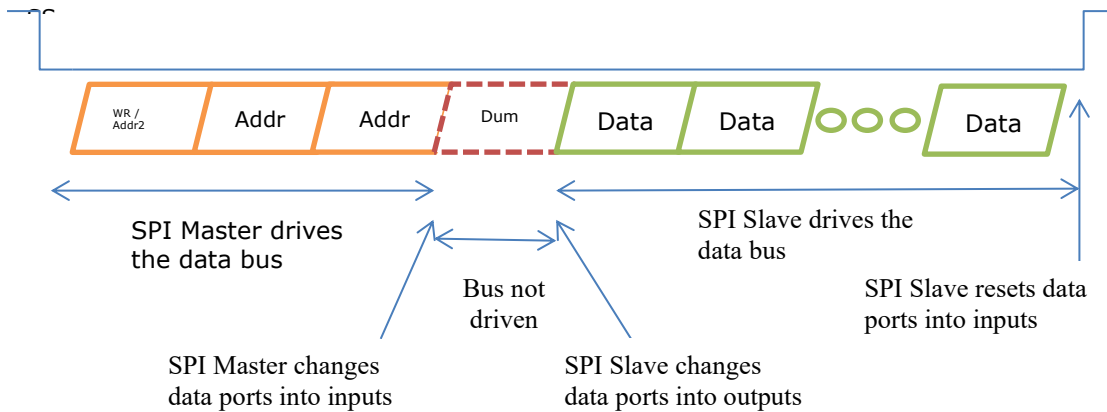 WR /
Addr2
Addr
Addr
Dum
Data
Data
Data
SPI Master drives
the data bus
Bus not
driven
SPI Slave drives the
data bus
SPI Slave resets data
ports into inputs
SPI Master changes
data ports into inputs
SPI Slave changes
data ports into outputs